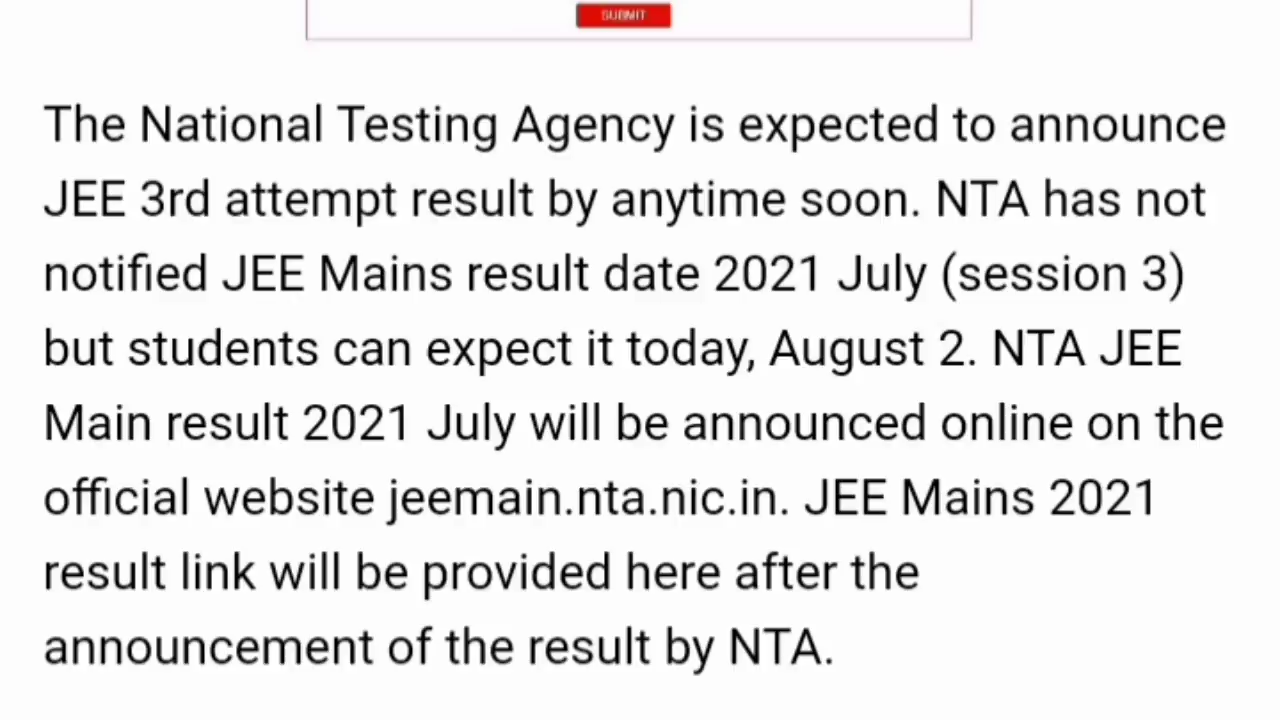 SUBMIT
The National Testing Agency is expected to announce
JEE 3rd attempt result by anytime soon. NTA has not
notified JEE Mains result date 2021 July (session 3)
but students can expect it today, August 2. NTA JEE
Main result 2021 July will be announced online on the
official website jeemain.nta.nic.in. JEE Mains 2021
result link will be provided here after the
announcement of the result by NTA.